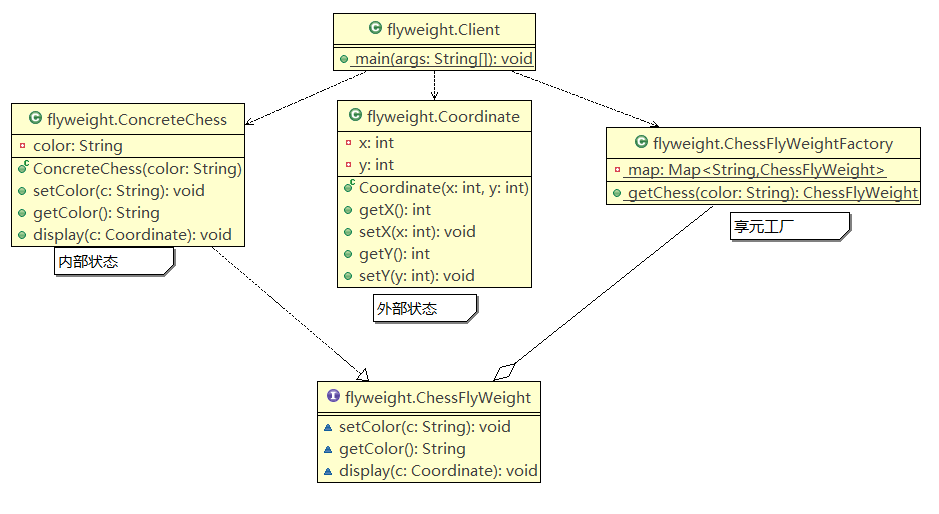 flyweight.Client
main(args: String[]): void
flyweight.ConcreteChess
color: String
ConcreteChess(color: String)
setColor(c: String): void
getColor(): String
display(c: Coordinate): void
内部状态
flyweight.Coordinate
x: int
y: int
Coordinate(x: int, y: int)
getX(): int
setX(x: int): void
getY(): int
setY(y: int): void
外部状态
flyweight.ChessFlyWeightFactory
map: Map<String,ChessFlyWeight>
getChess(color: String): ChessFlyWeight
享元工厂
flyweight.ChessFlyWeight
setColor(c: String): void
getColor(): String
display(c: Coordinate): void